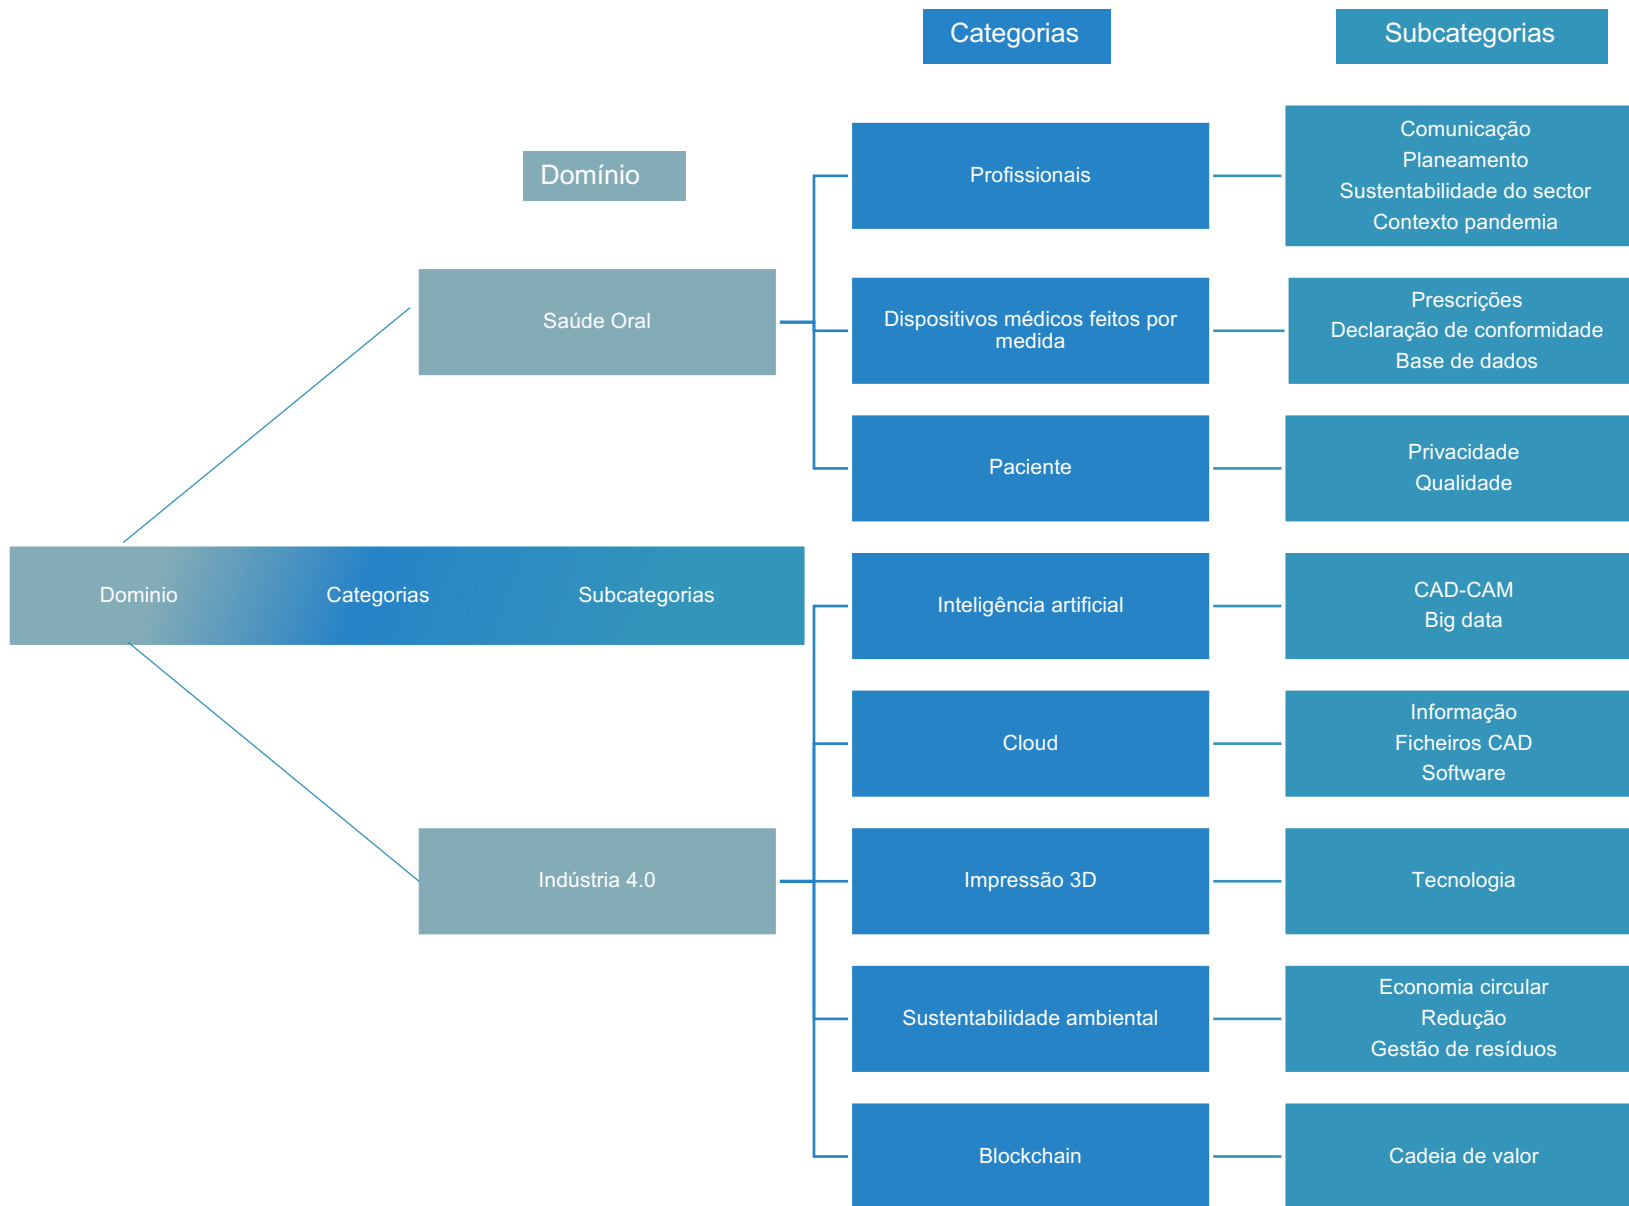 Categorias
Subcategorias
Domínio
Saúde Oral
Profissionais
Comunicação
Planeamento
Sustentabilidade do sector
Contexto pandemia
Dispositivos médicos feitos por
medida
Prescrições
Declaração de conformidade
Base de dados
Paciente
Privacidade
Qualidade
Dominio
Categorias
Subcategorias
Indústria 4.0
Inteligência artificial
CAD-CAM
Big data
Cloud
Informação
Ficheiros CAD
Software
Impressão 3D
Tecnologia
Sustentabilidade ambiental
Economia circular
Redução
Gestão de resíduos
Blockchain
Cadeia de valor